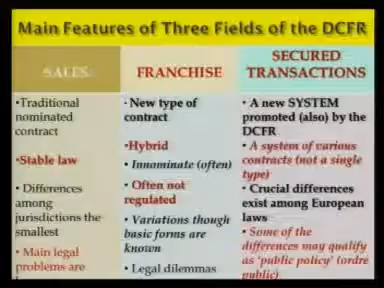 Main Features of Three Fields of the DCFR
SALES
FRANCHISE
SECURED
TRANSACTIONS
•Traditional
nominated
contract
•Stable law
• Differences
among
jurisdictions the
smallest
• Main legal
problems are
• New type of
contract
•Hybrid
• Innominate (often)
• Often not
regulated
• Variations though
basic forms are
known
• Legal dilemmas
• A new SYSTEM
promoted (also) by the
DCFR
• A system of various
contracts (not a single
type)
• Crucial differences
exist among European
laws
• Some of the
differences may qualify
as 'public policy' (ordre
public)